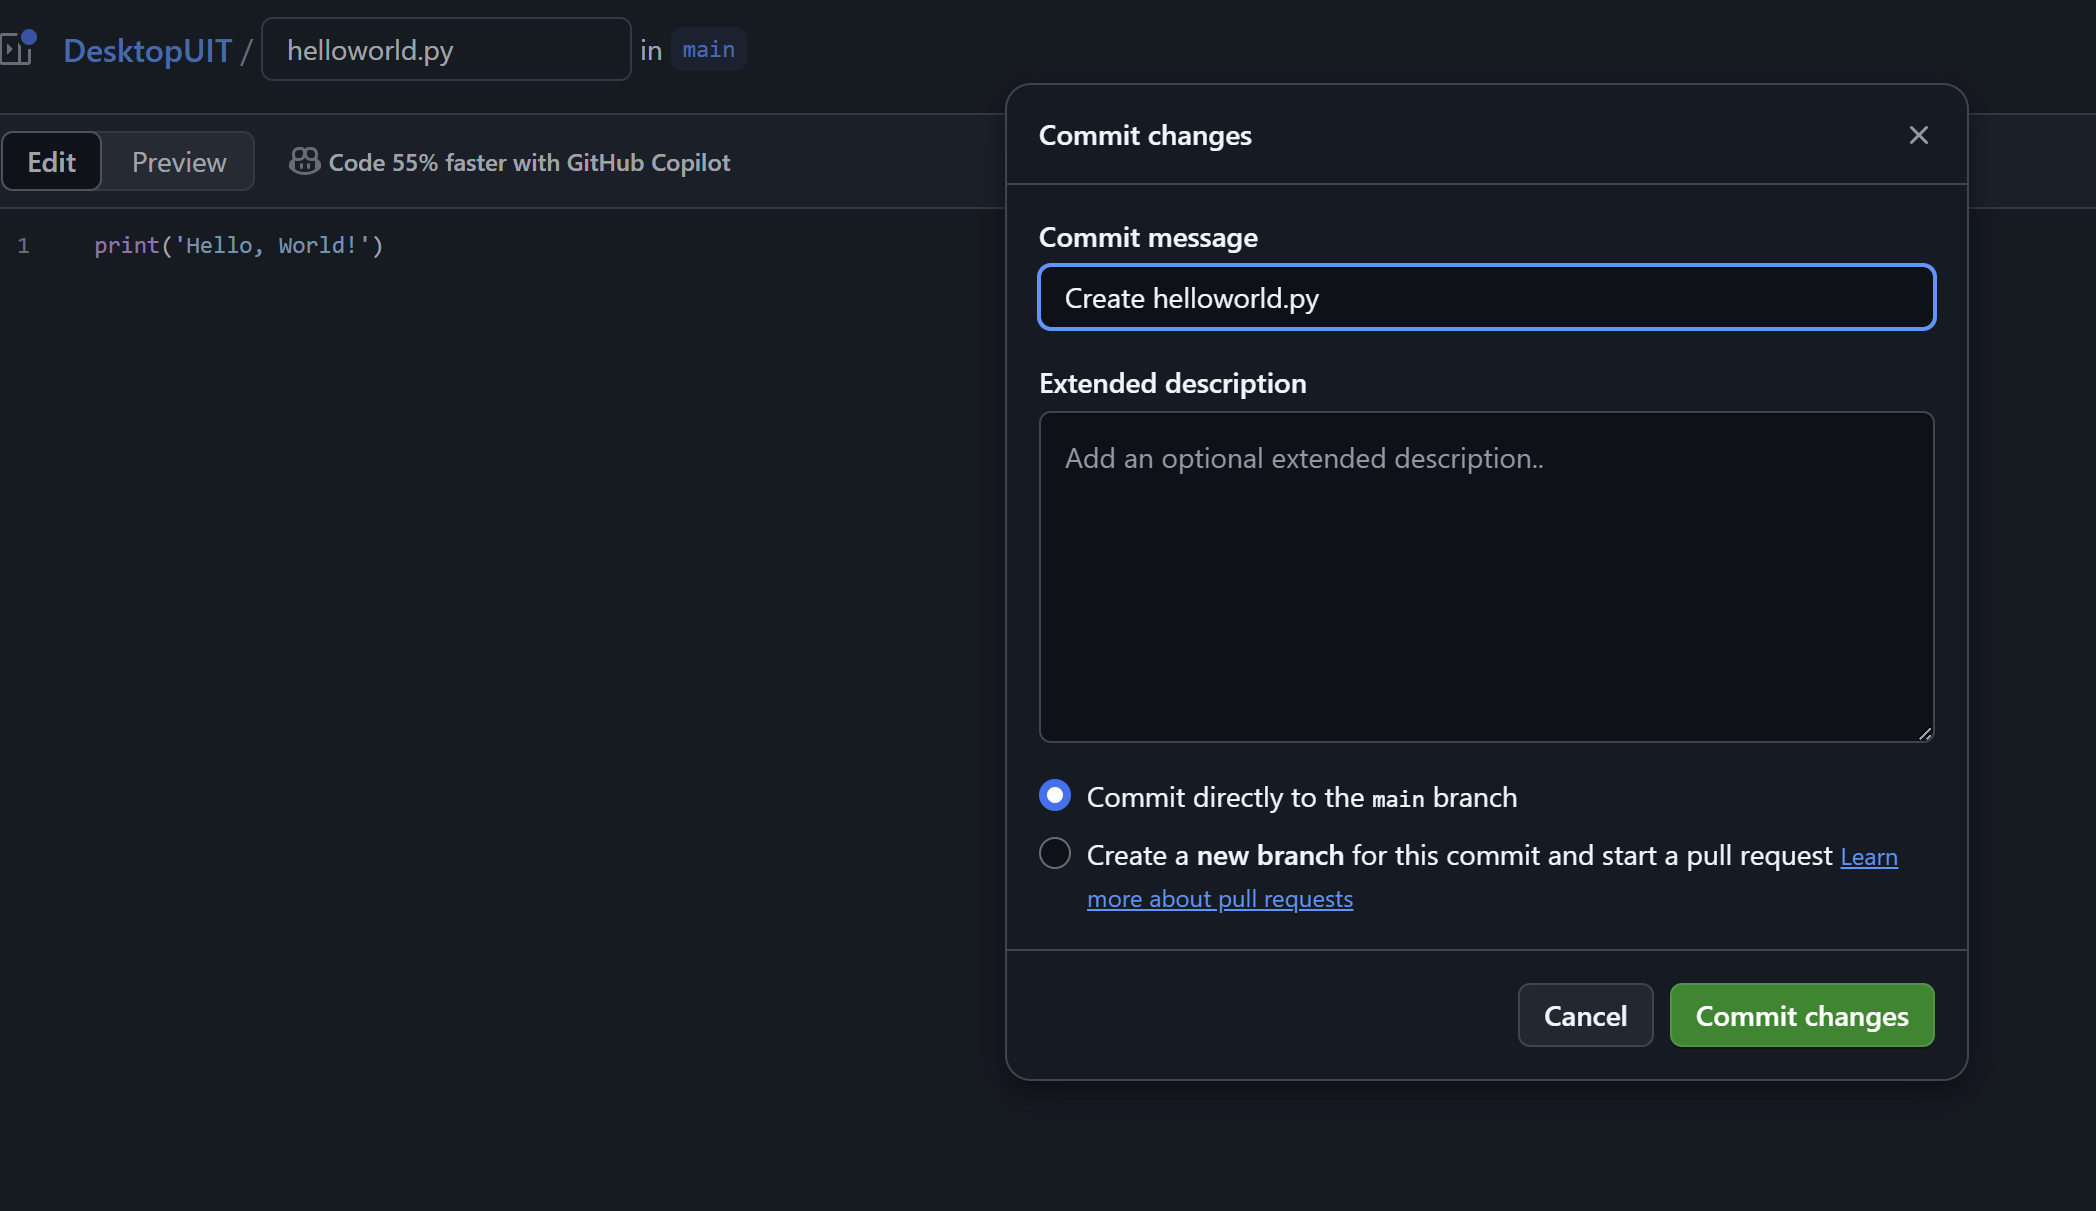 DesktopUIT / helloworld.py in main
Edit Preview Code 55% faster with GitHub Copilot
1 print('Hello, World!')
Commit changes
Commit message
Create helloworld.py
Extended description
Add an optional extended description..
Commit directly to the main branch
Create a new branch for this commit and start a pull request Learn
more about pull requests
Cancel Commit changes